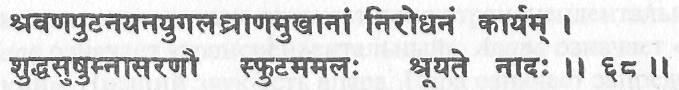 श्रवणपुटनयनयुगलघ्राणमुखानां निरोधनं कार्यम् ।
शुद्धसुषुम्नासरणौ स्फुटममलः श्रूयते नादः ॥ ६८ ॥